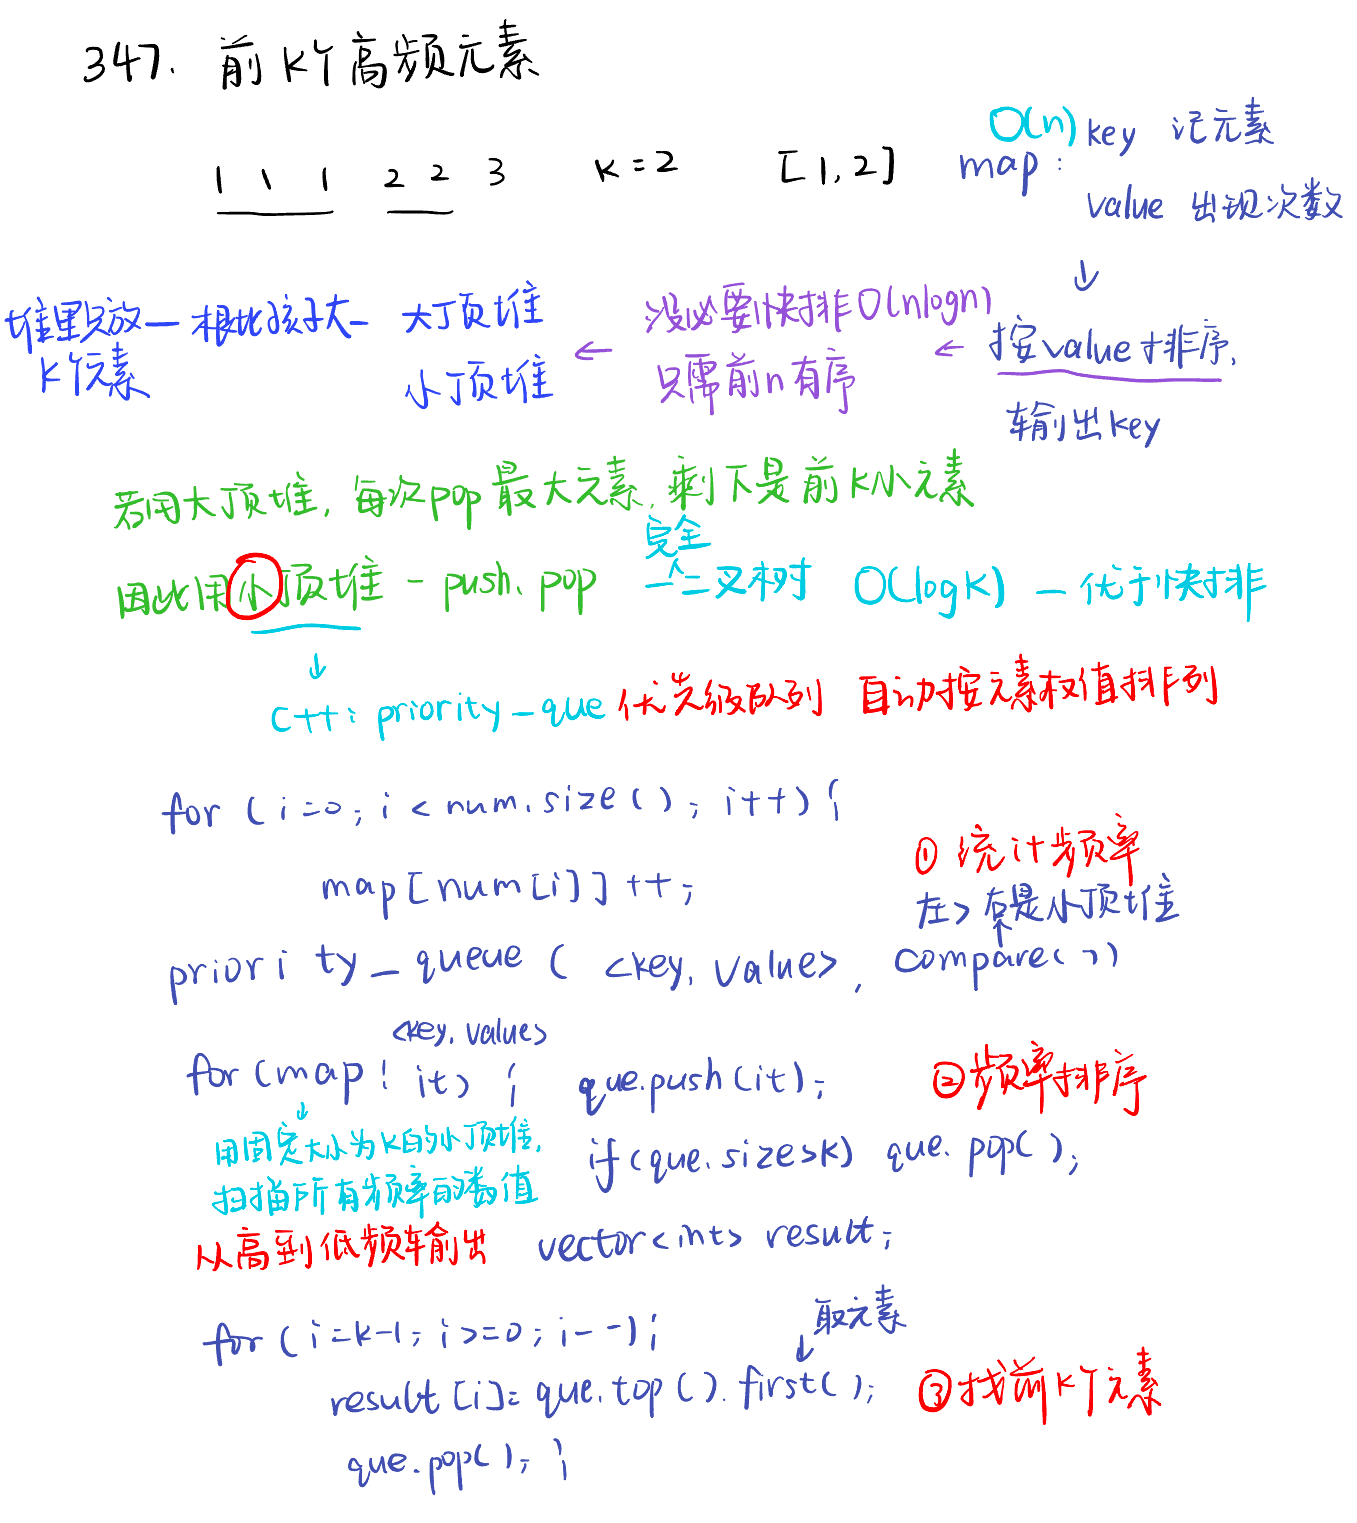 347. 前K个高频元素
O(n) key 记元素
1 1 1 2 2 3 K=2 [1,2] map:
value 出现次数
↓
堆里只放一根比孩子大- 大顶堆 ← 没必要快排O(nlogn) ← 按value排序,
K个元素 小顶堆 只需前n有序
输出key
若用大顶堆, 每次pop最大元素, 剩下是前K小元素
完全
因此用小顶堆 - push、pop 一个二叉树 O(logK) - 优于快排
↓
C++: priority_que 优先级队列 自动按元素权值排列
for (i=0; i<num.size(); i++) {
① 统计频率
map[num[i]]++;
左>右是小顶堆
↑
priority_queue ( <key, value>, compare())
<key, value>
for (map: it) { que.push(it); ② 频率排序
↓
用固定大小为K的小顶堆, if (que.size>K) que.pop();
扫描所有频率的数值
从高到低频率输出 vector<int> result;
取元素
for (i=k-1; i>=0; i--) {
↓
result[i]= que.top().first(); ③ 找前K个元素
que.pop(); }